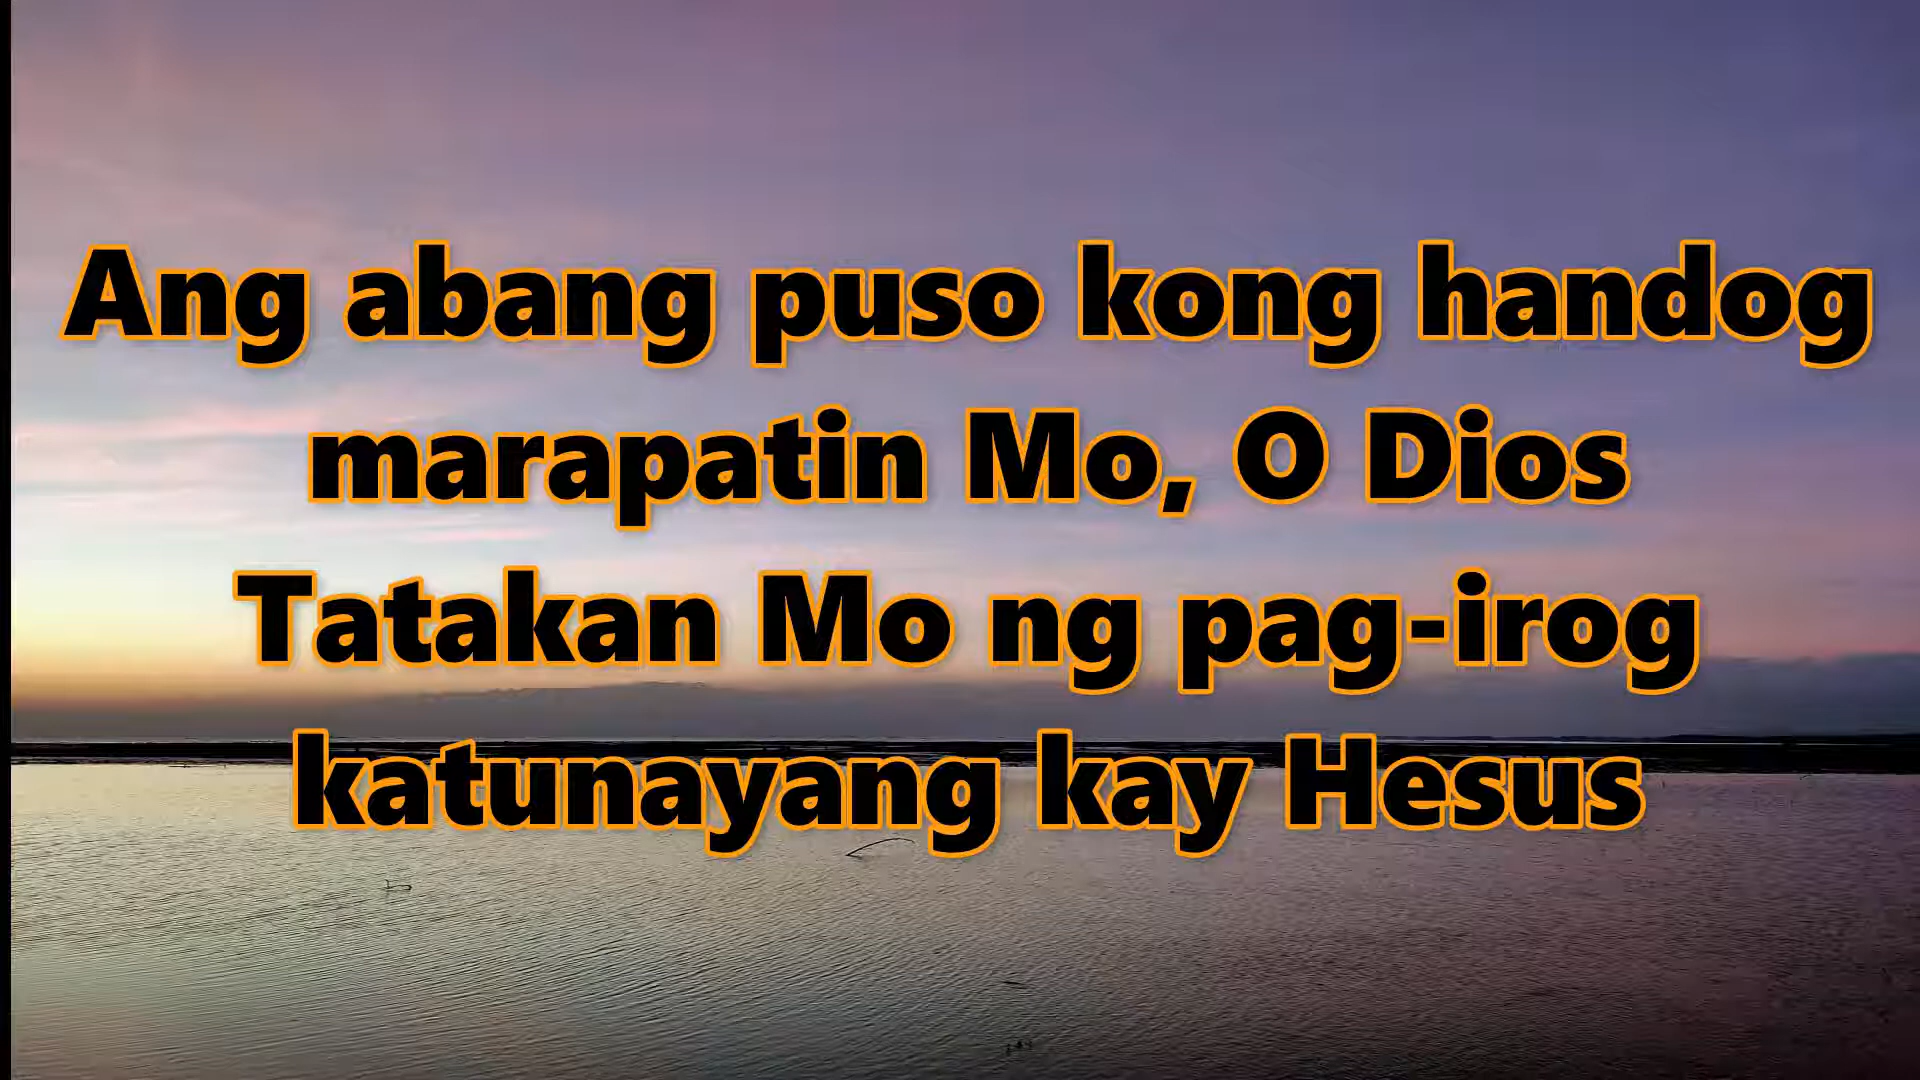 Ang abang puso kong handog
marapatin Mo, O Dios
Tatakan Mo ng pag-irog
katunayang kay Hesus